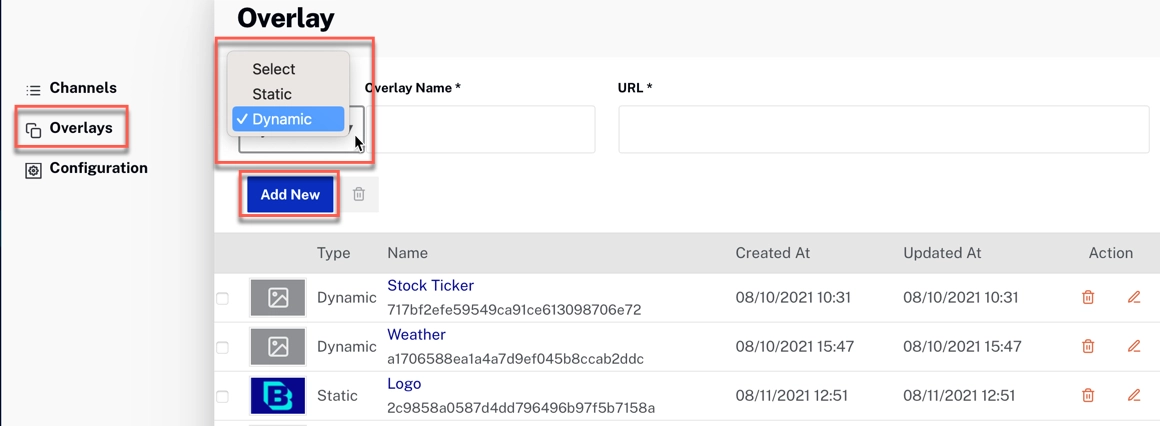 Overlay
Select
Static
✓ Dynamic
Overlay Name *
URL *
Channels
Overlays
Configuration
Add New
Type Name Created At Updated At Action
Stock Ticker
Dynamic 08/10/2021 10:31 08/10/2021 10:31
717bf2efe59549ca91ce613098706e72
Weather
Dynamic 08/10/2021 15:47 08/10/2021 15:47
a1706588ea1a4a7d9ef045b8ccab2ddc
Logo
B Static 08/11/2021 12:51 08/11/2021 12:51
2c9858a0587d4dd796496b97f5b7158a